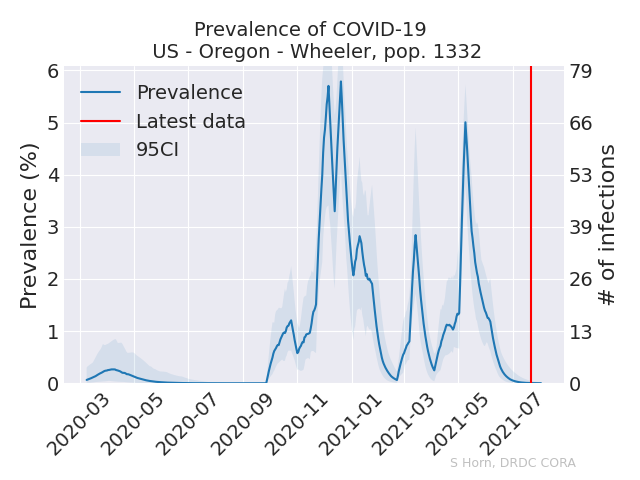 Prevalence of COVID-19
US - Oregon - Wheeler, pop. 1332
Prevalence
Latest data
95CI
Prevalence (%)
6
5
4
3
2
1
0
79
66
53
39
26
13
0
# of infections
2020-03
2020-05
2020-07
2020-09
2020-11
2021-01
2021-03
2021-05
2021-07
S Horn, DRDC CORA